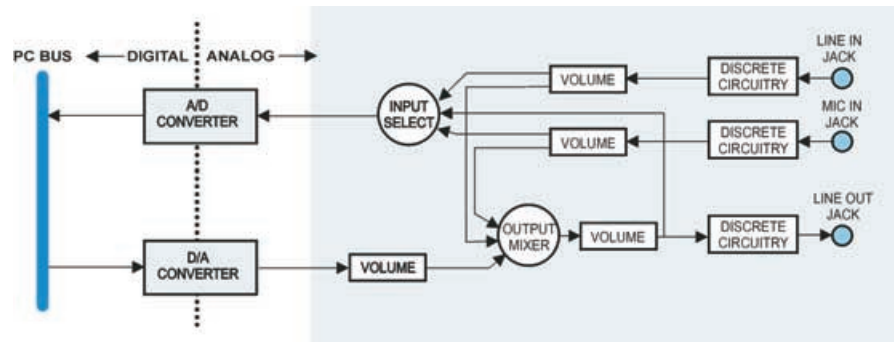 PC BUS
DIGITAL
ANALOG
LINE IN
JACK
VOLUME
DISCRETE
CIRCUITRY
A/D
CONVERTER
INPUT
SELECT
MIC IN
JACK
VOLUME
DISCRETE
CIRCUITRY
LINE OUT
JACK
OUTPUT
MIXER
VOLUME
DISCRETE
CIRCUITRY
D/A
CONVERTER
VOLUME